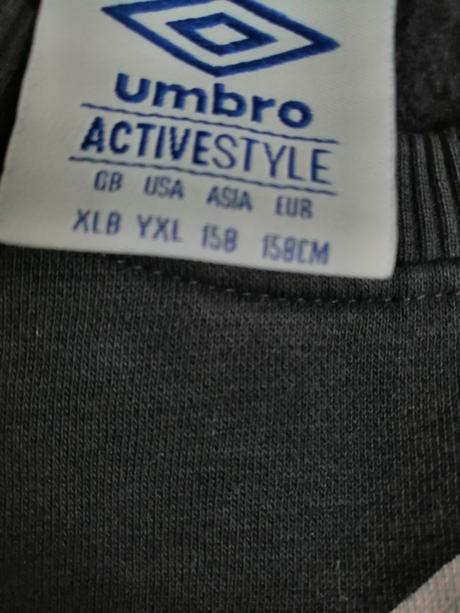 umbro
ACTIVESTYLE
GB USA ASIA EUR
XLB YXL 158 158CM